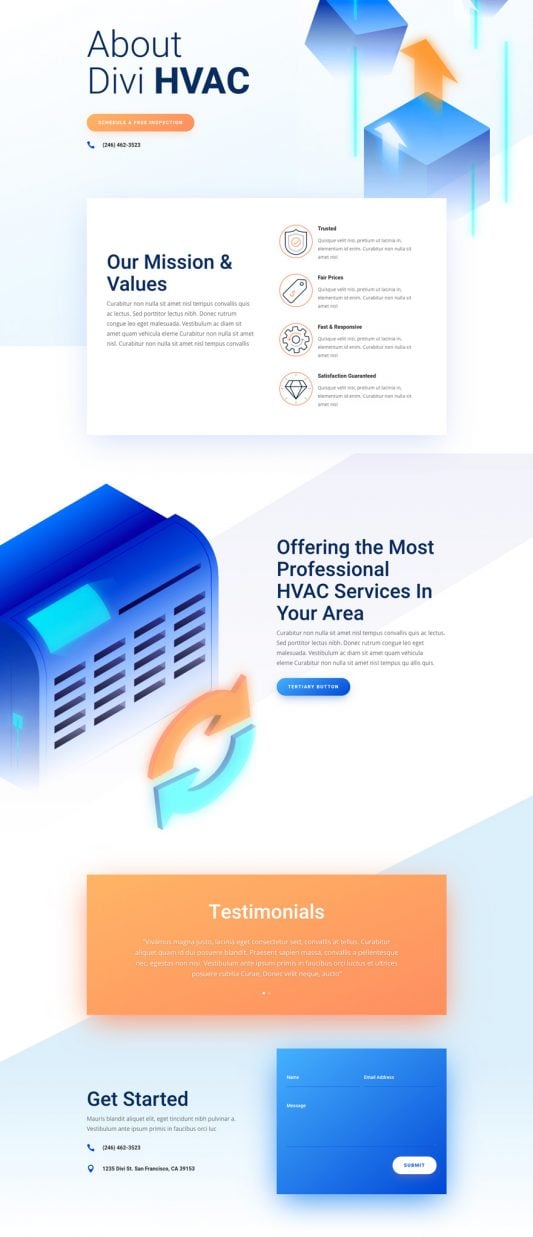 About
Divi HVAC
SCHEDULE A FREE INSPECTION
(246) 462-3523
Our Mission &
Values
Curabitur non nulla sit amet nisl tempus convallis quis
ac lectus. Sed porttitor lectus nibh. Donec rutrum
congue leo eget malesuada. Vestibulum ac diam sit
amet quam vehicula eleme Curabitur non nulla sit amet
nisl. Curabitur non nulla sit amet nisl tempus convallis
Trusted
Quisque velit nisi, pretium ut lacinia in,
elementum id enim. Curabitur non nulla sit
amet nisl
Fair Prices
Quisque velit nisi, pretium ut lacinia in,
elementum id enim. Curabitur non nulla sit
amet nisl
Fast & Responsive
Quisque velit nisi, pretium ut lacinia in,
elementum id enim. Curabitur non nulla sit
amet nisl
Satisfaction Guaranteed
Quisque velit nisi, pretium ut lacinia in,
elementum id enim. Curabitur non nulla sit
amet nisl
Offering the Most
Professional
HVAC Services In
Your Area
Curabitur non nulla sit amet nisl tempus convallis quis ac lectus.
Sed porttitor lectus nibh. Donec rutrum congue leo eget
malesuada. Vestibulum ac diam sit amet quam vehicula
eleme Curabitur non nulla sit amet nisl tempus qu allo quis.
TERTIARY BUTTON
Testimonials
"Vivamus magna justo, lacinia eget consectetur sed, convallis at tellus. Curabitur
aliquet quam id dui posuere blandit. Praesent sapien massa, convallis a pellentesque
nec, egestas non nisi. Vestibulum ante ipsum primis in faucibus orci luctus et ultrices
posuere cubilia Curae; Donec velit neque, aucto"
Get Started
Mauris blandit aliquet elit, eget tincidunt nibh pulvinar a.
Vestibulum ante ipsum primis in faucibus orci luc
(246) 462-3523
1235 Divi St. San Francisco, CA 39153
Name
Email Address
Message
SUBMIT